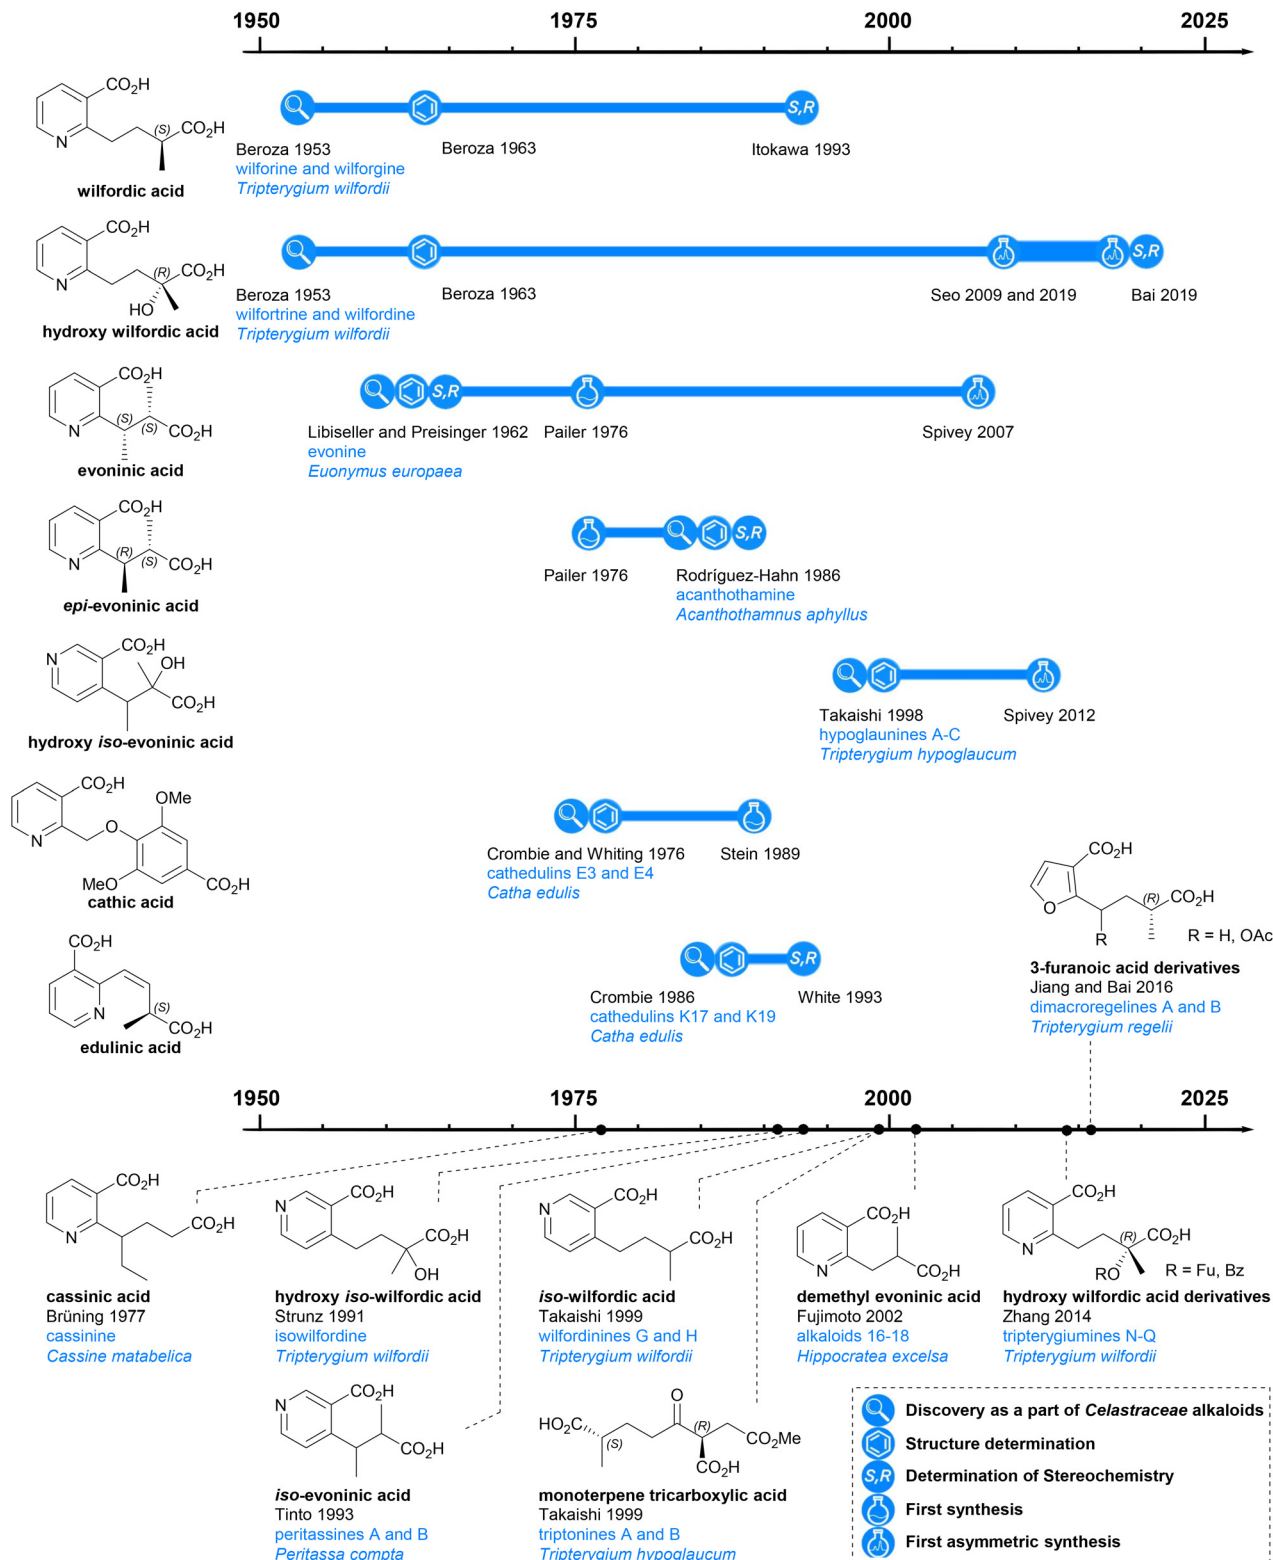 1950 1975 2000 2025
CO₂H
(S)
CO₂H
N
wilfordic acid
S,R
Beroza 1953
wilforine and wilforgine
Tripterygium wilfordii
Beroza 1963
Itokawa 1993
CO₂H
(R)
CO₂H
N
HO
hydroxy wilfordic acid
S,R
Beroza 1953
wilfortrine and wilfordine
Tripterygium wilfordii
Beroza 1963
Seo 2009 and 2019
Bai 2019
CO₂H
(S)
(S)
CO₂H
N
evoninic acid
S,R
Libiseller and Preisinger 1962
evonine
Euonymus europaea
Pailer 1976
Spivey 2007
CO₂H
(R)
(S)
CO₂H
N
epi-evoninic acid
S,R
Pailer 1976
Rodríguez-Hahn 1986
acanthothamine
Acanthothamnus aphyllus
CO₂H
N
OH
CO₂H
hydroxy iso-evoninic acid
Takaishi 1998
hypoglaunines A-C
Tripterygium hypoglaucum
Spivey 2012
CO₂H
OMe
N
O
MeO
CO₂H
cathic acid
Crombie and Whiting 1976
cathedulins E3 and E4
Catha edulis
Stein 1989
CO₂H
(R)
CO₂H
O
R
R = H, OAc
3-furanoic acid derivatives
Jiang and Bai 2016
dimacroregelines A and B
Tripterygium regelii
CO₂H
N
(S)
CO₂H
edulinic acid
S,R
Crombie 1986
cathedulins K17 and K19
Catha edulis
White 1993
1950 1975 2000 2025
CO₂H
CO₂H
N
cassinic acid
Brüning 1977
cassinine
Cassine matabelica
CO₂H
N
CO₂H
OH
hydroxy iso-wilfordic acid
Strunz 1991
isowilfordine
Tripterygium wilfordii
CO₂H
N
CO₂H
iso-wilfordic acid
Takaishi 1999
wilfordinines G and H
Tripterygium wilfordii
CO₂H
N
CO₂H
demethyl evoninic acid
Fujimoto 2002
alkaloids 16-18
Hippocratea excelsa
CO₂H
(R)
CO₂H
N
RO
R = Fu, Bz
hydroxy wilfordic acid derivatives
Zhang 2014
tripterygiumines N-Q
Tripterygium wilfordii
CO₂H
N
CO₂H
iso-evoninic acid
Tinto 1993
peritassines A and B
Peritassa compta
O
HO₂C
(S)
(R)
CO₂Me
CO₂H
monoterpene tricarboxylic acid
Takaishi 1999
triptonines A and B
Tripterygium hypoglaucum
Discovery as a part of Celastraceae alkaloids
Structure determination
S,R Determination of Stereochemistry
First synthesis
First asymmetric synthesis